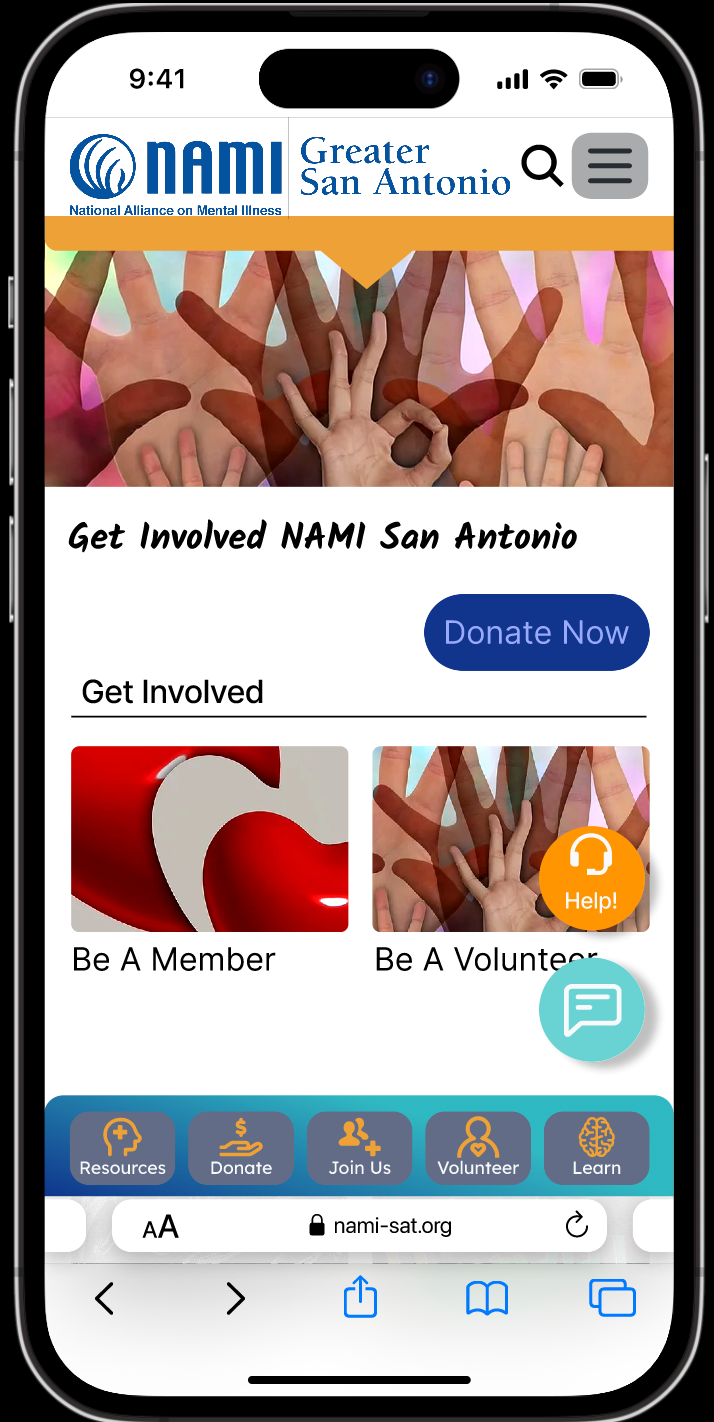 9:41
NAMI
National Alliance on Mental Illness
Greater
San Antonio
Get Involved NAMI San Antonio
Donate Now
Get Involved
Help!
Be A Member
Be A Volunteer
Resources
Donate
Join Us
Volunteer
Learn
AA
nami-sat.org